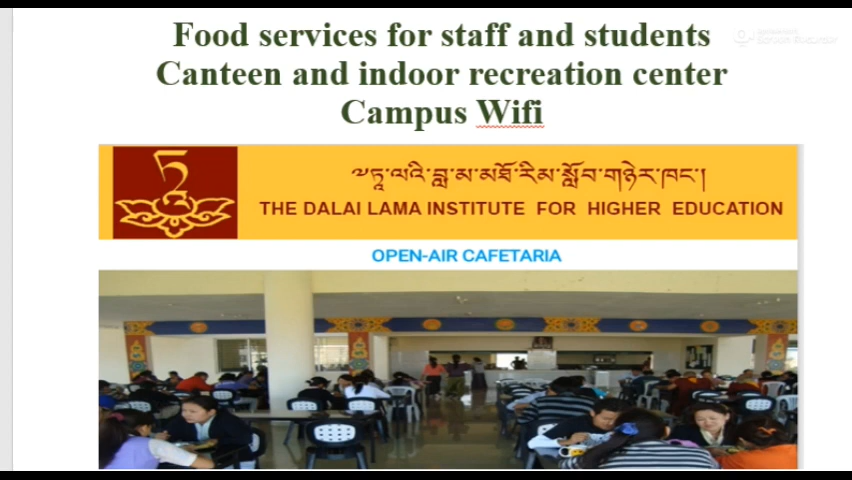 Food services for staff and students
Canteen and indoor recreation center
Campus Wifi
༧ཏཱ་ལའི་བླ་མ་མཐོ་རིམ་སློབ་གཉེར་ཁང་།
THE DALAI LAMA INSTITUTE FOR HIGHER EDUCATION
OPEN-AIR CAFETARIA